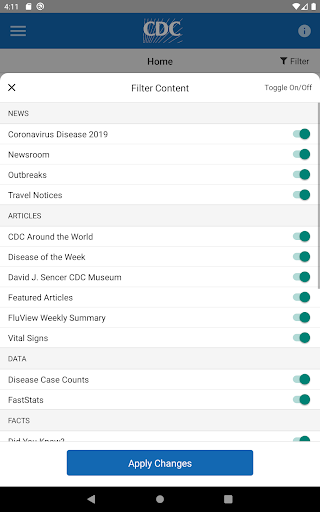 4:11
CDC
Home
Filter
Filter Content
Toggle On/Off
NEWS
Coronavirus Disease 2019
Newsroom
Outbreaks
Travel Notices
ARTICLES
CDC Around the World
Disease of the Week
David J. Sencer CDC Museum
Featured Articles
FluView Weekly Summary
Vital Signs
DATA
Disease Case Counts
FastStats
FACTS
Did You Know?
Apply Changes